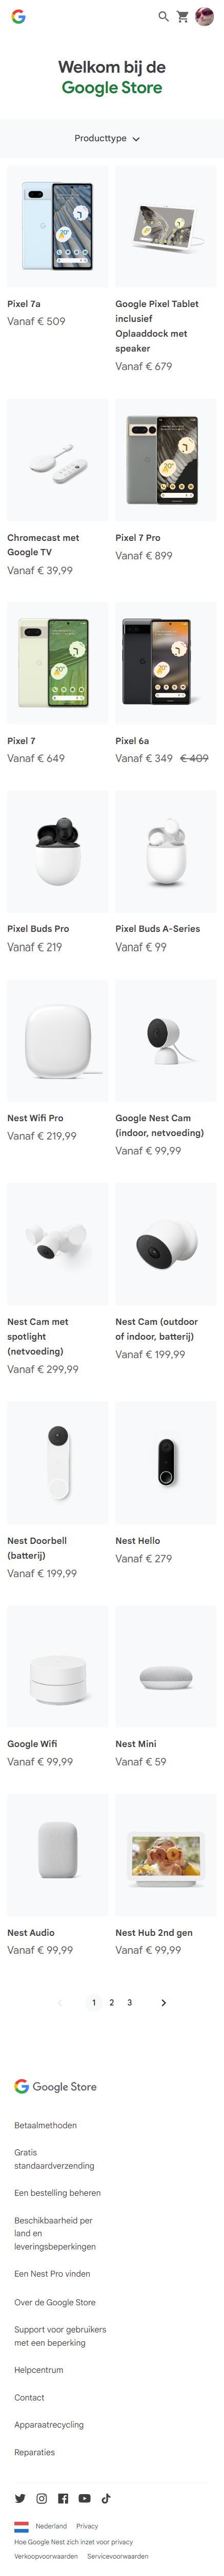 Welkom bij de
Google Store
Producttype
Pixel 7a
Vanaf € 509
Google Pixel Tablet
inclusief
Oplaaddock met
speaker
Vanaf € 679
Chromecast met
Google TV
Vanaf € 39,99
Pixel 7 Pro
Vanaf € 899
Pixel 7
Vanaf € 649
Pixel 6a
Vanaf € 349 € 409
Pixel Buds Pro
Vanaf € 219
Pixel Buds A-Series
Vanaf € 99
Nest Wifi Pro
Vanaf € 219,99
Google Nest Cam
(indoor, netvoeding)
Vanaf € 99,99
Nest Cam met
spotlight
(netvoeding)
Vanaf € 299,99
Nest Cam (outdoor
of indoor, batterij)
Vanaf € 199,99
Nest Doorbell
(batterij)
Vanaf € 199,99
Nest Hello
Vanaf € 279
Google Wifi
Vanaf € 99,99
Nest Mini
Vanaf € 59
Nest Audio
Vanaf € 99,99
Nest Hub 2nd gen
Vanaf € 99,99
1 2 3
Google Store
Betaalmethoden
Gratis
standaardverzending
Een bestelling beheren
Beschikbaarheid per
land en
leveringsbeperkingen
Een Nest Pro vinden
Over de Google Store
Support voor gebruikers
met een beperking
Helpcentrum
Contact
Apparaatrecycling
Reparaties
Nederland Privacy
Hoe Google Nest zich inzet voor privacy
Verkoopvoorwaarden Servicevoorwaarden